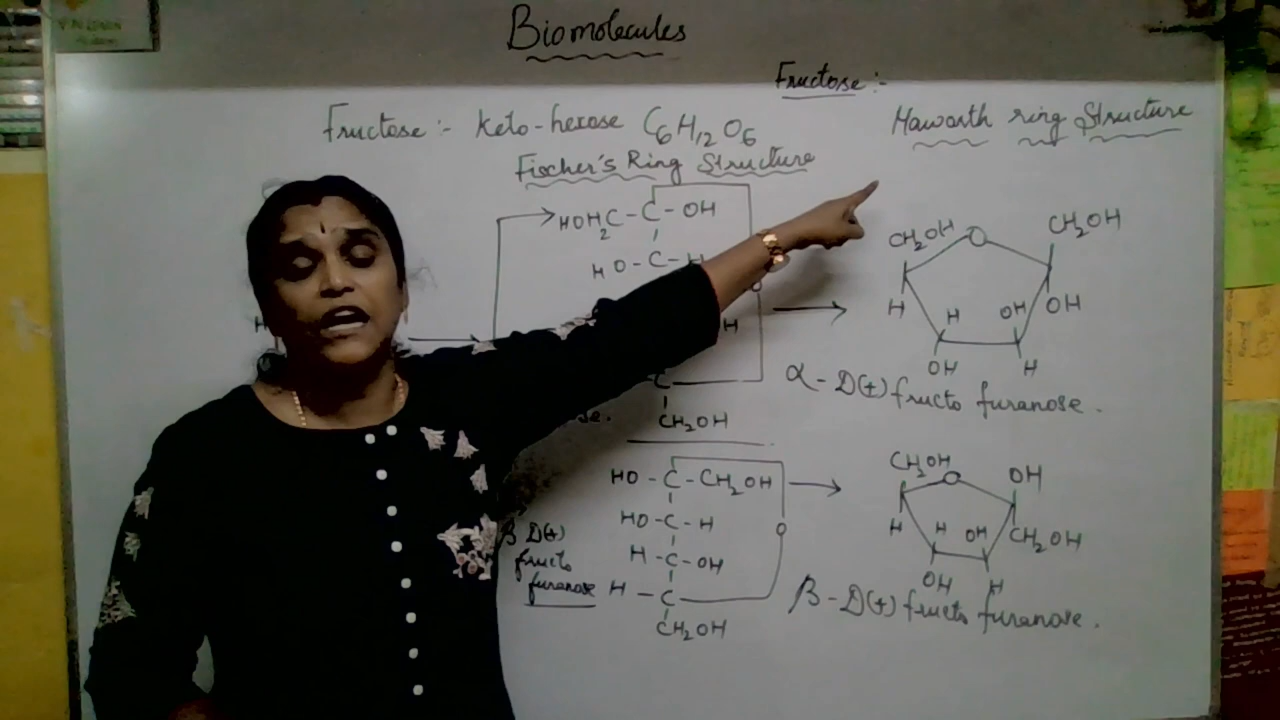 Biomolecules
Fructose :-
Fructose :- Keto-hexose C6H12O6
Haworth ring Structure
Fischer's Ring Structure
HOH2C-C-OH
HO-C-H
H
C
CH2OH
CH2OH O CH2OH
H H OH OH
OH H
α-D(+) fructo furanose.
HO-C-CH2OH
HO-C-H
O
H-C-OH
H-C
CH2OH
β D(+)
fructo
furanose
CH2OH O OH
H H OH CH2OH
OH H
β-D(+) fructo furanose.